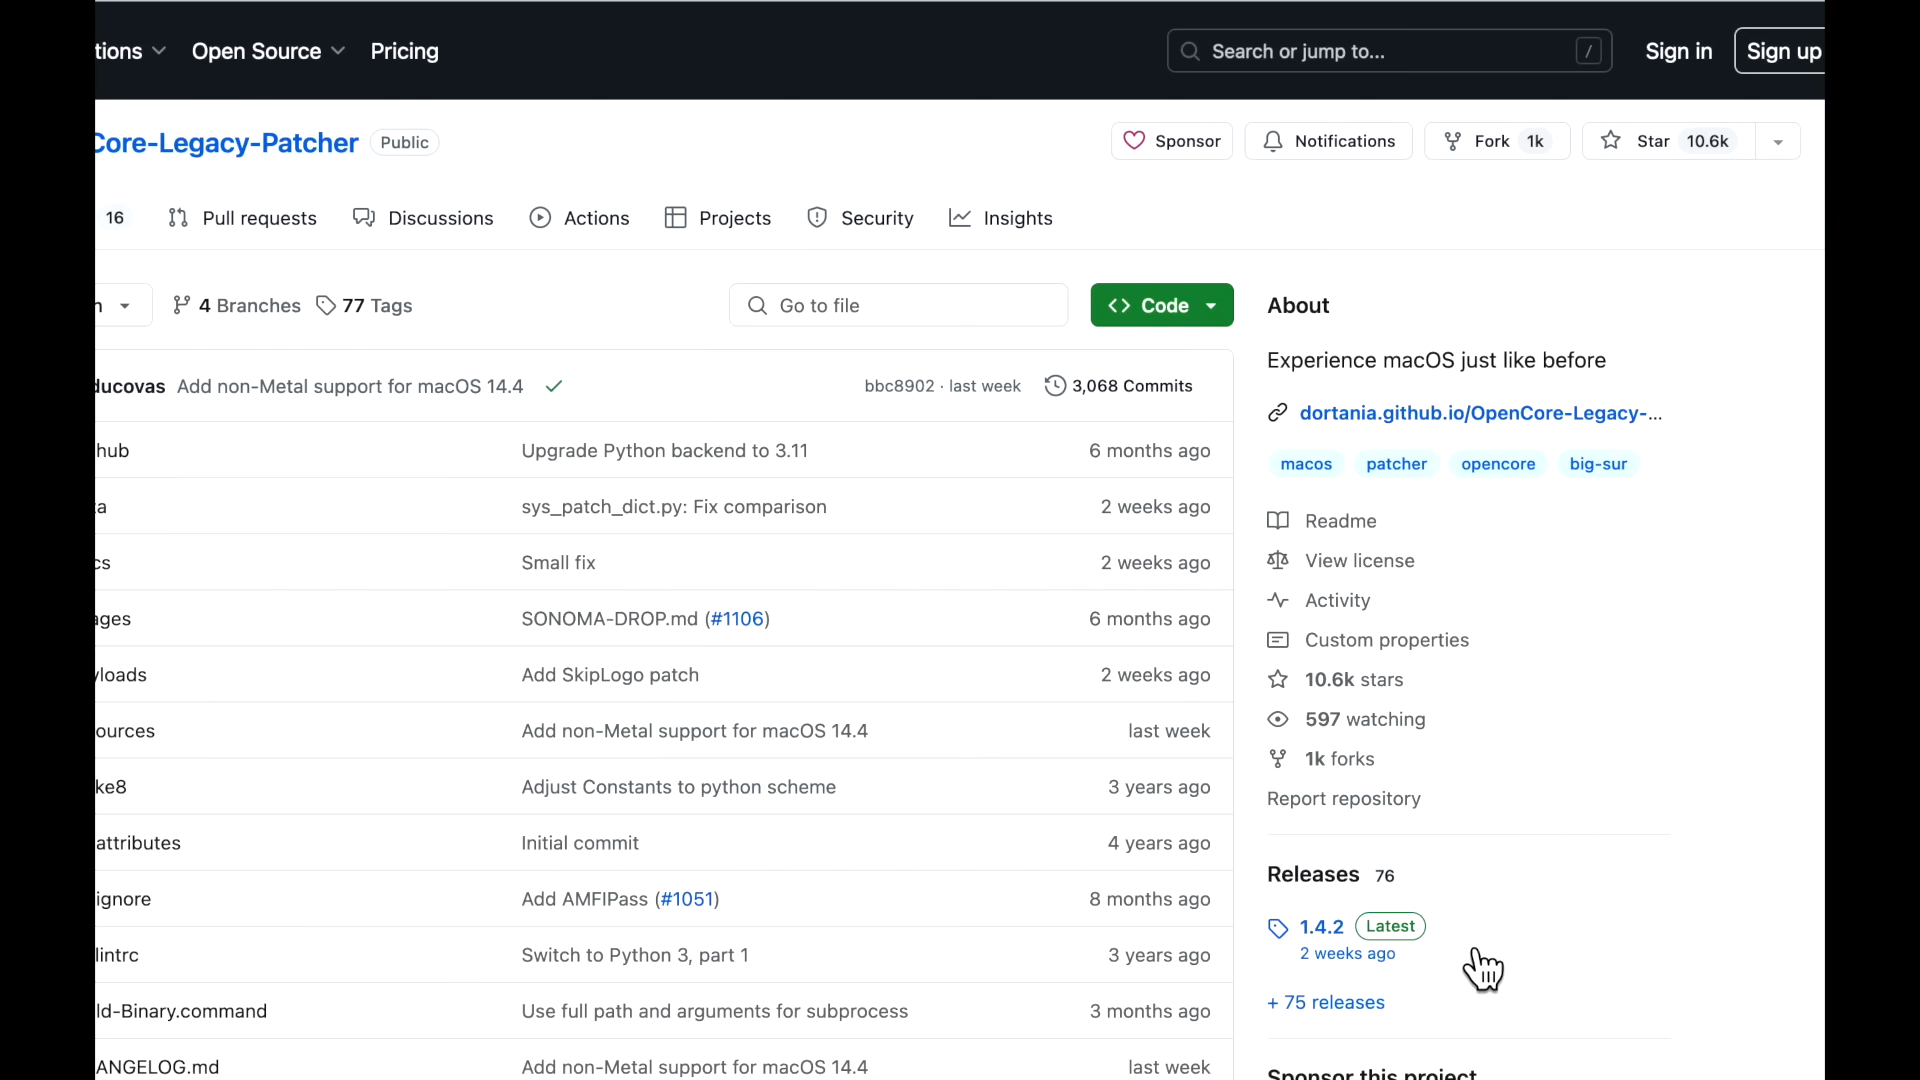 tions Open Source Pricing Search or jump to... / Sign in Sign up
Core-Legacy-Patcher Public Sponsor Notifications Fork 1k Star 10.6k
16 Pull requests Discussions Actions Projects Security Insights
n 4 Branches 77 Tags Go to file <> Code About
Experience macOS just like before
ducovas Add non-Metal support for macOS 14.4 bbc8902 · last week 3,068 Commits
dortania.github.io/OpenCore-Legacy-...
hub Upgrade Python backend to 3.11 6 months ago
macos patcher opencore big-sur
ta sys_patch_dict.py: Fix comparison 2 weeks ago
Readme
cs Small fix 2 weeks ago
View license
Activity
ages SONOMA-DROP.md (#1106) 6 months ago
Custom properties
yloads Add SkipLogo patch 2 weeks ago
10.6k stars
597 watching
ources Add non-Metal support for macOS 14.4 last week
1k forks
ke8 Adjust Constants to python scheme 3 years ago
Report repository
attributes Initial commit 4 years ago
Releases 76
ignore Add AMFIPass (#1051) 8 months ago
1.4.2 Latest
2 weeks ago
lintrc Switch to Python 3, part 1 3 years ago
+ 75 releases
ld-Binary.command Use full path and arguments for subprocess 3 months ago
ANGELOG.md Add non-Metal support for macOS 14.4 last week
Sponsor this project